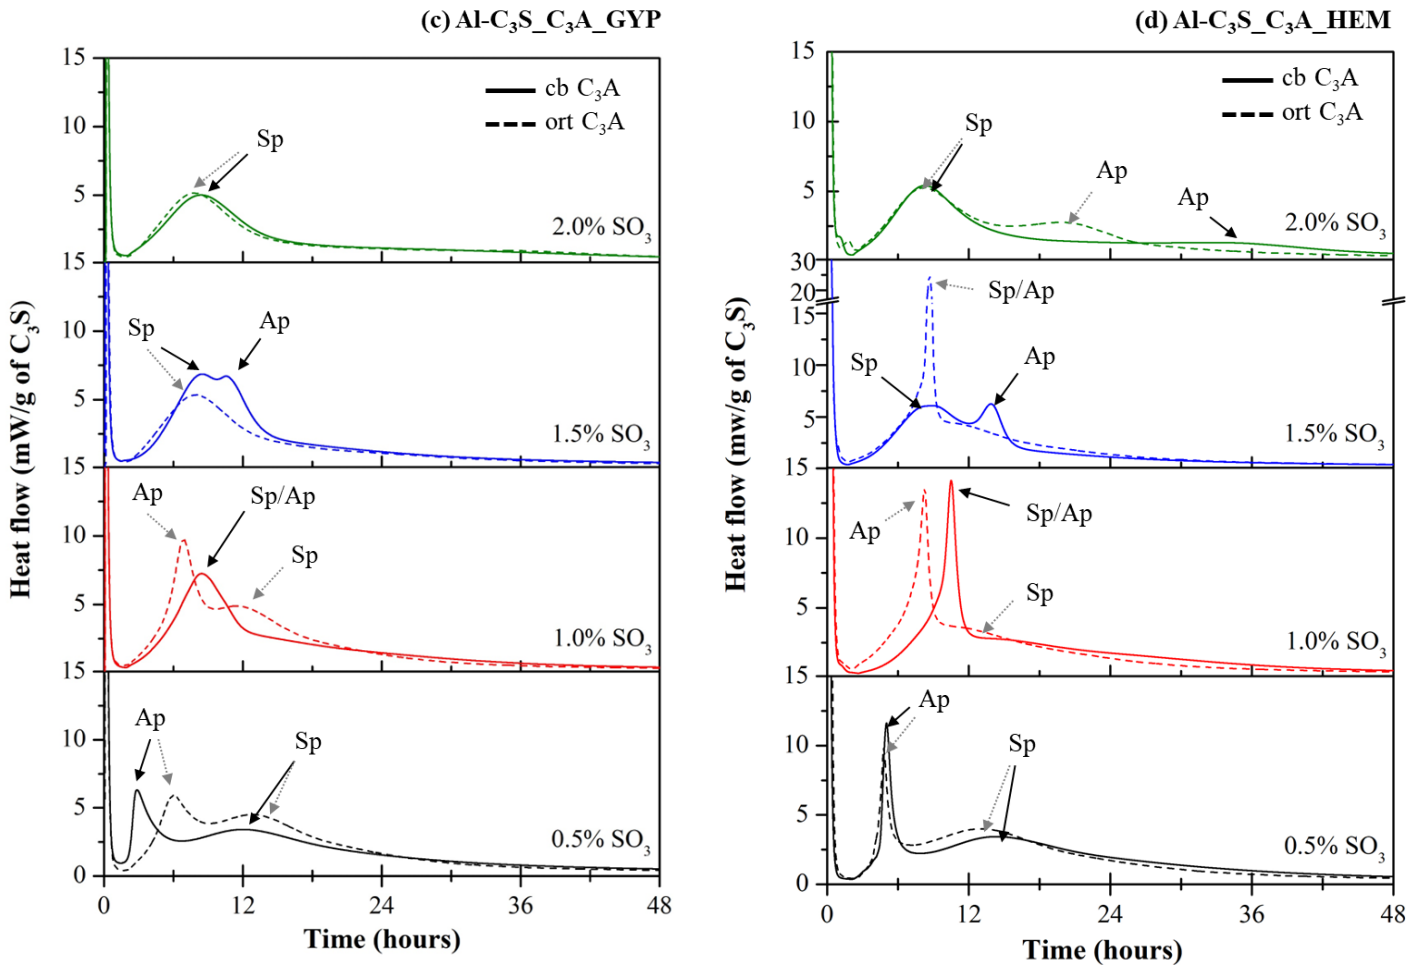 (c) Al-C₃S_C₃A_GYP
15
cb C₃A
ort C₃A
10
Sp
5
2.0% SO₃
15
10
Sp
Ap
5
1.5% SO₃
15
Ap
Sp/Ap
10
Sp
5
1.0% SO₃
15
Ap
Sp
10
5
0.5% SO₃
0
0 12 24 36 48
Time (hours)
Heat flow (mW/g of C₃S)
(d) Al-C₃S_C₃A_HEM
15
cb C₃A
ort C₃A
10
Sp
Ap
Ap
5
2.0% SO₃
30
20
Sp/Ap
15
10
Sp
Ap
5
1.5% SO₃
15
Ap
Sp/Ap
10
Sp
5
1.0% SO₃
15
Ap
10
Sp
5
0.5% SO₃
0
0 12 24 36 48
Time (hours)
Heat flow (mw/g of C₃S)